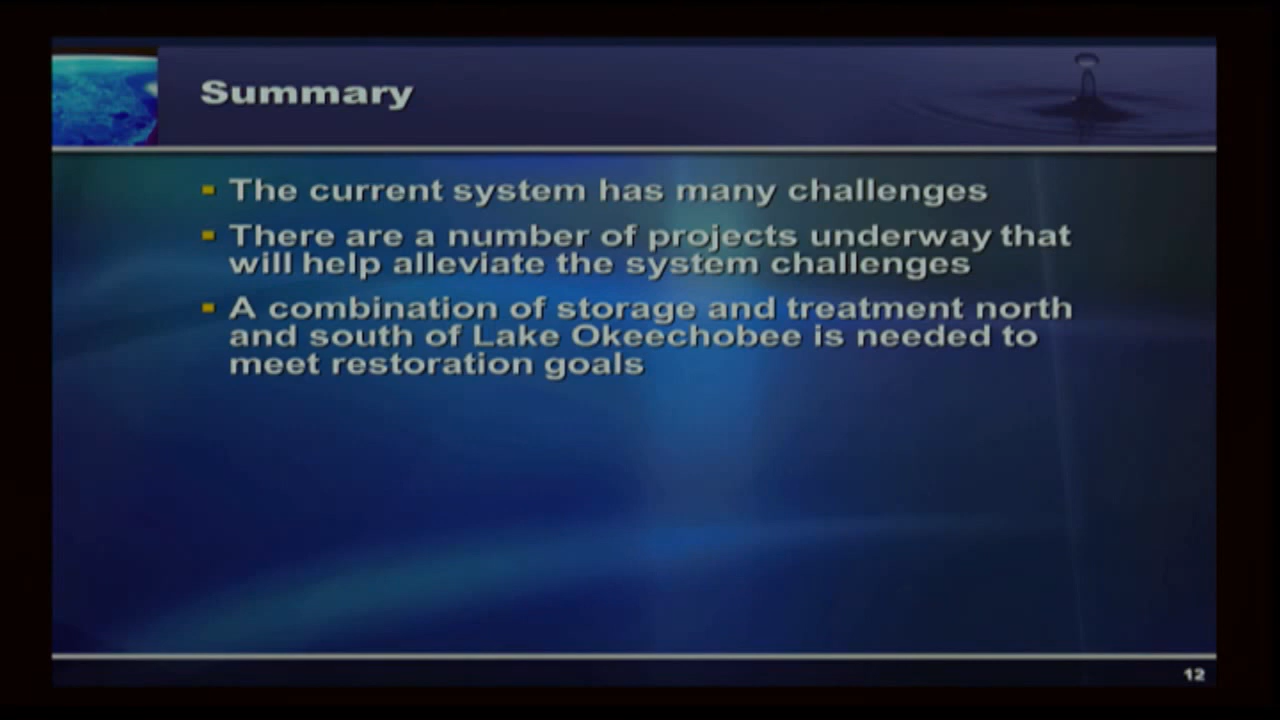 Summary
The current system has many challenges
There are a number of projects underway that
will help alleviate the system challenges
A combination of storage and treatment north
and south of Lake Okeechobee is needed to
meet restoration goals
12